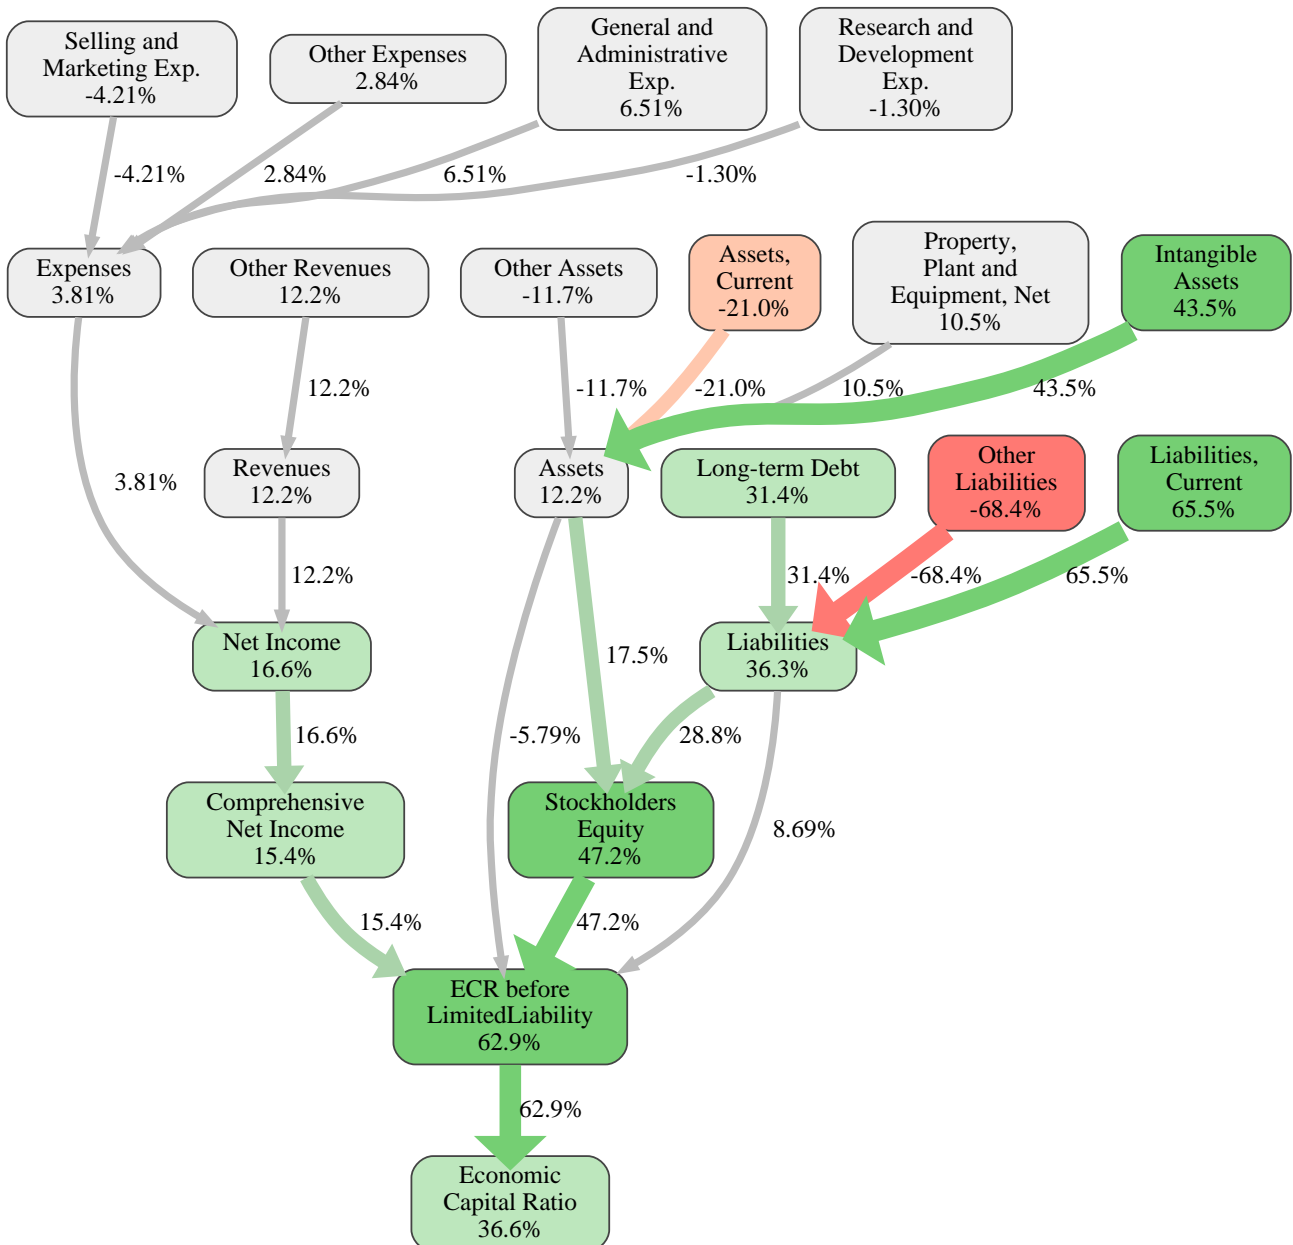 Selling and
Marketing Exp.
-4.21%
Other Expenses
2.84%
General and
Administrative
Exp.
6.51%
Research and
Development
Exp.
-1.30%
-4.21%
2.84%
6.51%
-1.30%
Expenses
3.81%
Other Revenues
12.2%
Other Assets
-11.7%
Assets,
Current
-21.0%
Property,
Plant and
Equipment, Net
10.5%
Intangible
Assets
43.5%
12.2%
-11.7%
-21.0%
10.5%
43.5%
3.81%
Revenues
12.2%
Assets
12.2%
Long-term Debt
31.4%
Other
Liabilities
-68.4%
Liabilities,
Current
65.5%
12.2%
31.4%
-68.4%
65.5%
Net Income
16.6%
17.5%
Liabilities
36.3%
16.6%
-5.79%
28.8%
Comprehensive
Net Income
15.4%
Stockholders
Equity
47.2%
8.69%
15.4%
47.2%
ECR before
LimitedLiability
62.9%
62.9%
Economic
Capital Ratio
36.6%